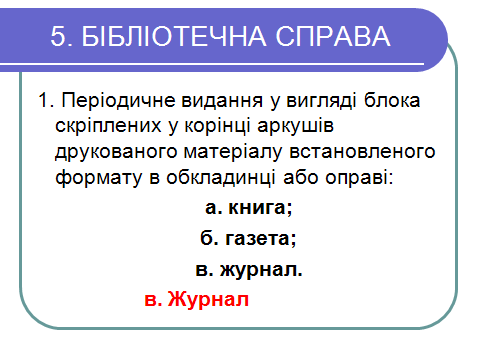 5. БІБЛІОТЕЧНА СПРАВА
1. Періодичне видання у вигляді блока
скріплених у корінці аркушів
друкованого матеріалу встановленого
формату в обкладинці або оправі:
а. книга;
б. газета;
в. журнал.
в. Журнал